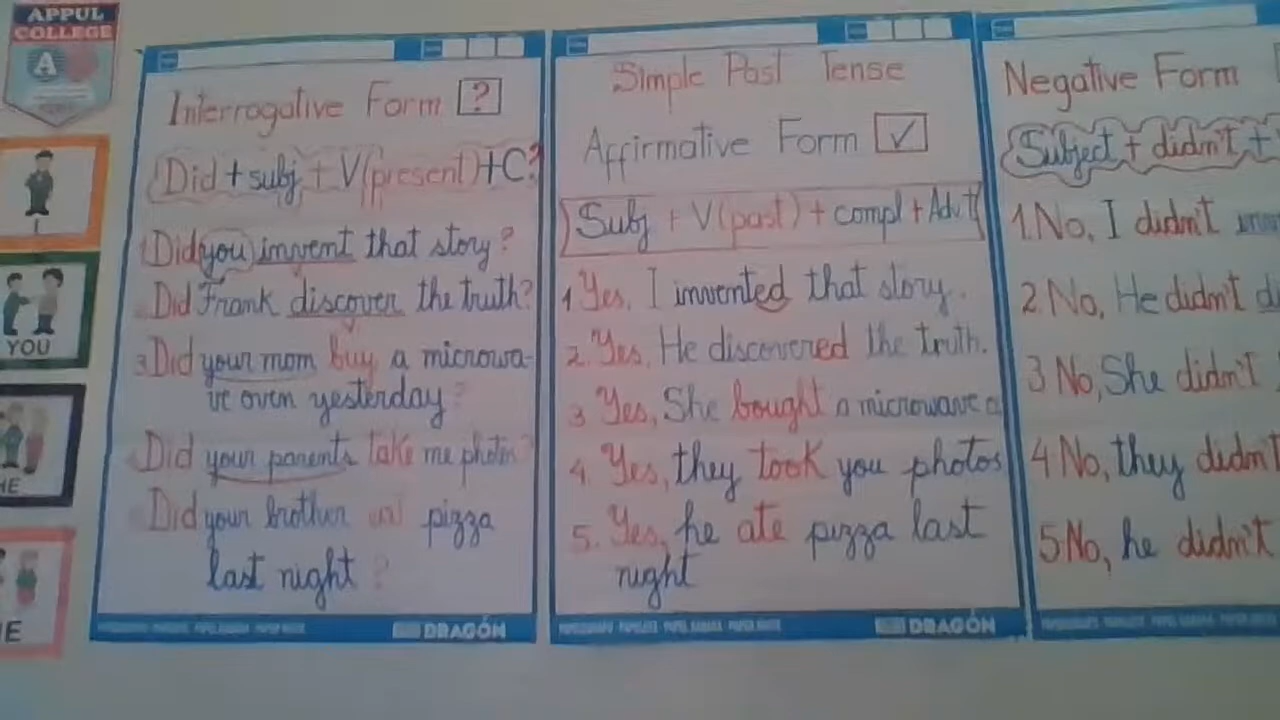 APPUL
COLLEGE
A
I
YOU
HE
Interrogative Form ?
Did + subj + V(present) + C?
1. Did you invent that story?
2. Did Frank discover the truth?
3. Did your mom buy a microwa-
ve oven yesterday?
Did your parents take me photos?
Did your brother eat pizza
last night?
DRAGÓN
Simple Past Tense
Affirmative Form ✓
Subj + V(past) + compl + Adv T
1 Yes, I invented that story.
2. Yes, He discovered the truth.
3 Yes, She bought a microwave
4. Yes, they took you photos
5. Yes, he ate pizza last
night
DRAGÓN
Negative Form
Subject + didn't +
1. No, I didn't
2. No, He didn't
3 No, She didn't
4 No, they didn't
5 No, he didn't